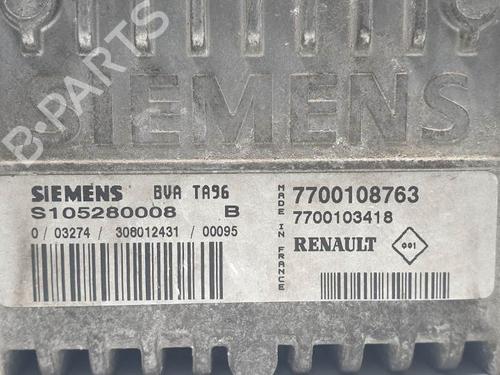 SIEMENS
B-PARTS
SIEMENS BVA TA96
S105280008 B
0 / 03274 / 308012431 / 00095
MADE IN FRANCE
7700108763
7700103418
RENAULT 001